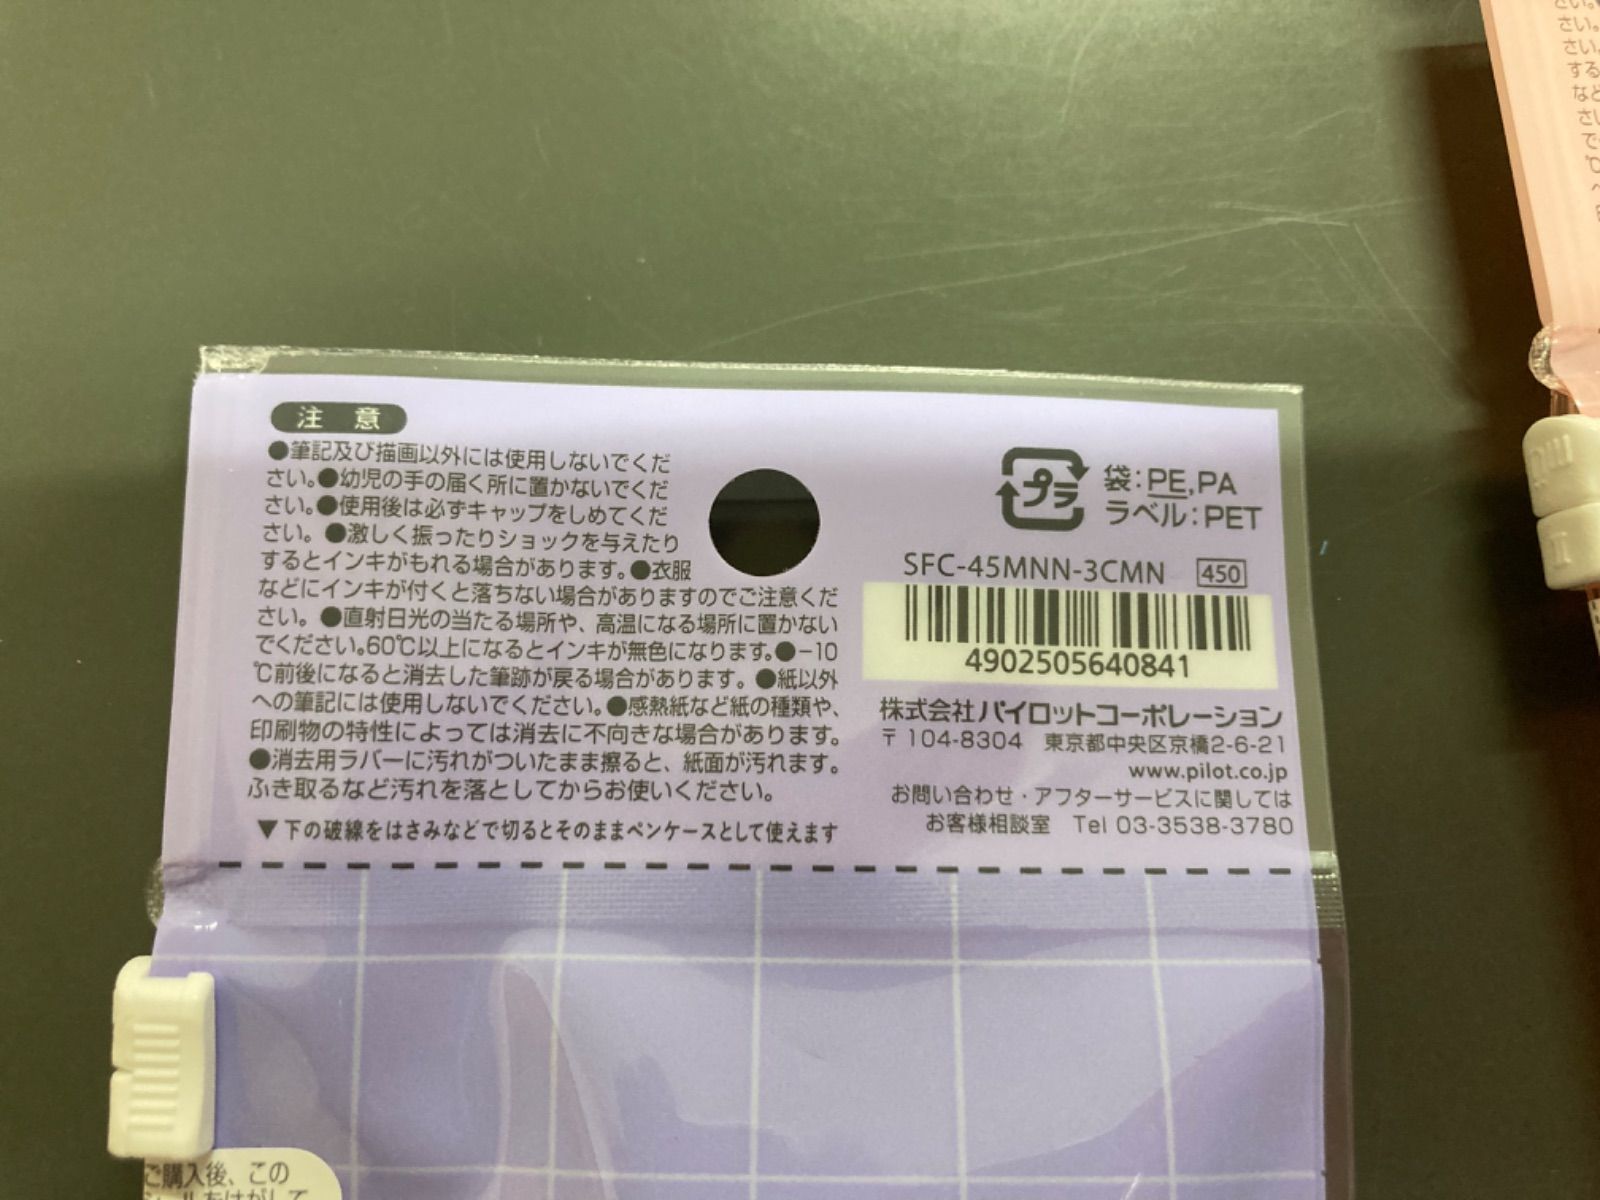 注 意
●筆記及び描画以外には使用しないでくだ
さい。●幼児の手の届く所に置かないでくだ
さい。●使用後は必ずキャップをしめてくだ
さい。●激しく振ったりショックを与えたり
するとインキがもれる場合があります。●衣服
などにインキが付くと落ちない場合がありますのでご注意くだ
さい。●直射日光の当たる場所や、高温になる場所に置かない
でください。60℃以上になるとインキが無色になります。●−10
℃前後になると消去した筆跡が戻る場合があります。●紙以外
への筆記には使用しないでください。●感熱紙など紙の種類や、
印刷物の特性によっては消去に不向きな場合があります。
●消去用ラバーに汚れがついたまま擦ると、紙面が汚れます。
ふき取るなど汚れを落としてからお使いください。
▼下の破線をはさみなどで切るとそのままペンケースとして使えます
プラ
袋:PE,PA
ラベル:PET
SFC-45MNN-3CMN 450
4902505640841
株式会社パイロットコーポレーション
〒104-8304 東京都中央区京橋2-6-21
www.pilot.co.jp
お問い合わせ・アフターサービスに関しては
お客様相談室 Tel 03-3538-3780
ご購入後、この
シールをはがして
さい。
さい。
する
など
さい
で
℃
へ